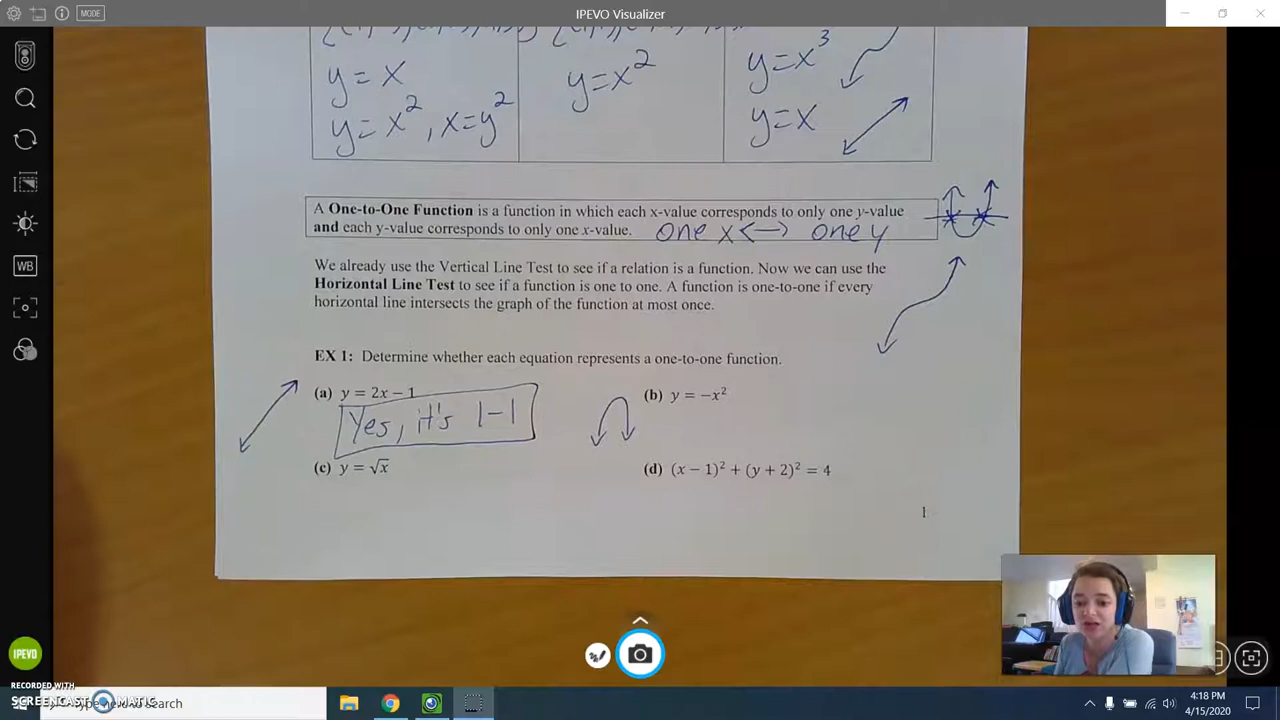 IPEVO Visualizer
MODE
y = x
y = x², x = y²
y = x²
y = x³
y = x
A One-to-One Function is a function in which each x-value corresponds to only one y-value
and each y-value corresponds to only one x-value. one x <-> one y
We already use the Vertical Line Test to see if a relation is a function. Now we can use the
Horizontal Line Test to see if a function is one to one. A function is one-to-one if every
horizontal line intersects the graph of the function at most once.
EX 1: Determine whether each equation represents a one-to-one function.
(a) y = 2x − 1
Yes, it's 1-1
(b) y = −x²
(c) y = √x
(d) (x − 1)² + (y + 2)² = 4
1
WB
IPEVO
RECORDED WITH
SCREENCAST MATIC
here to search
4:18 PM
4/15/2020